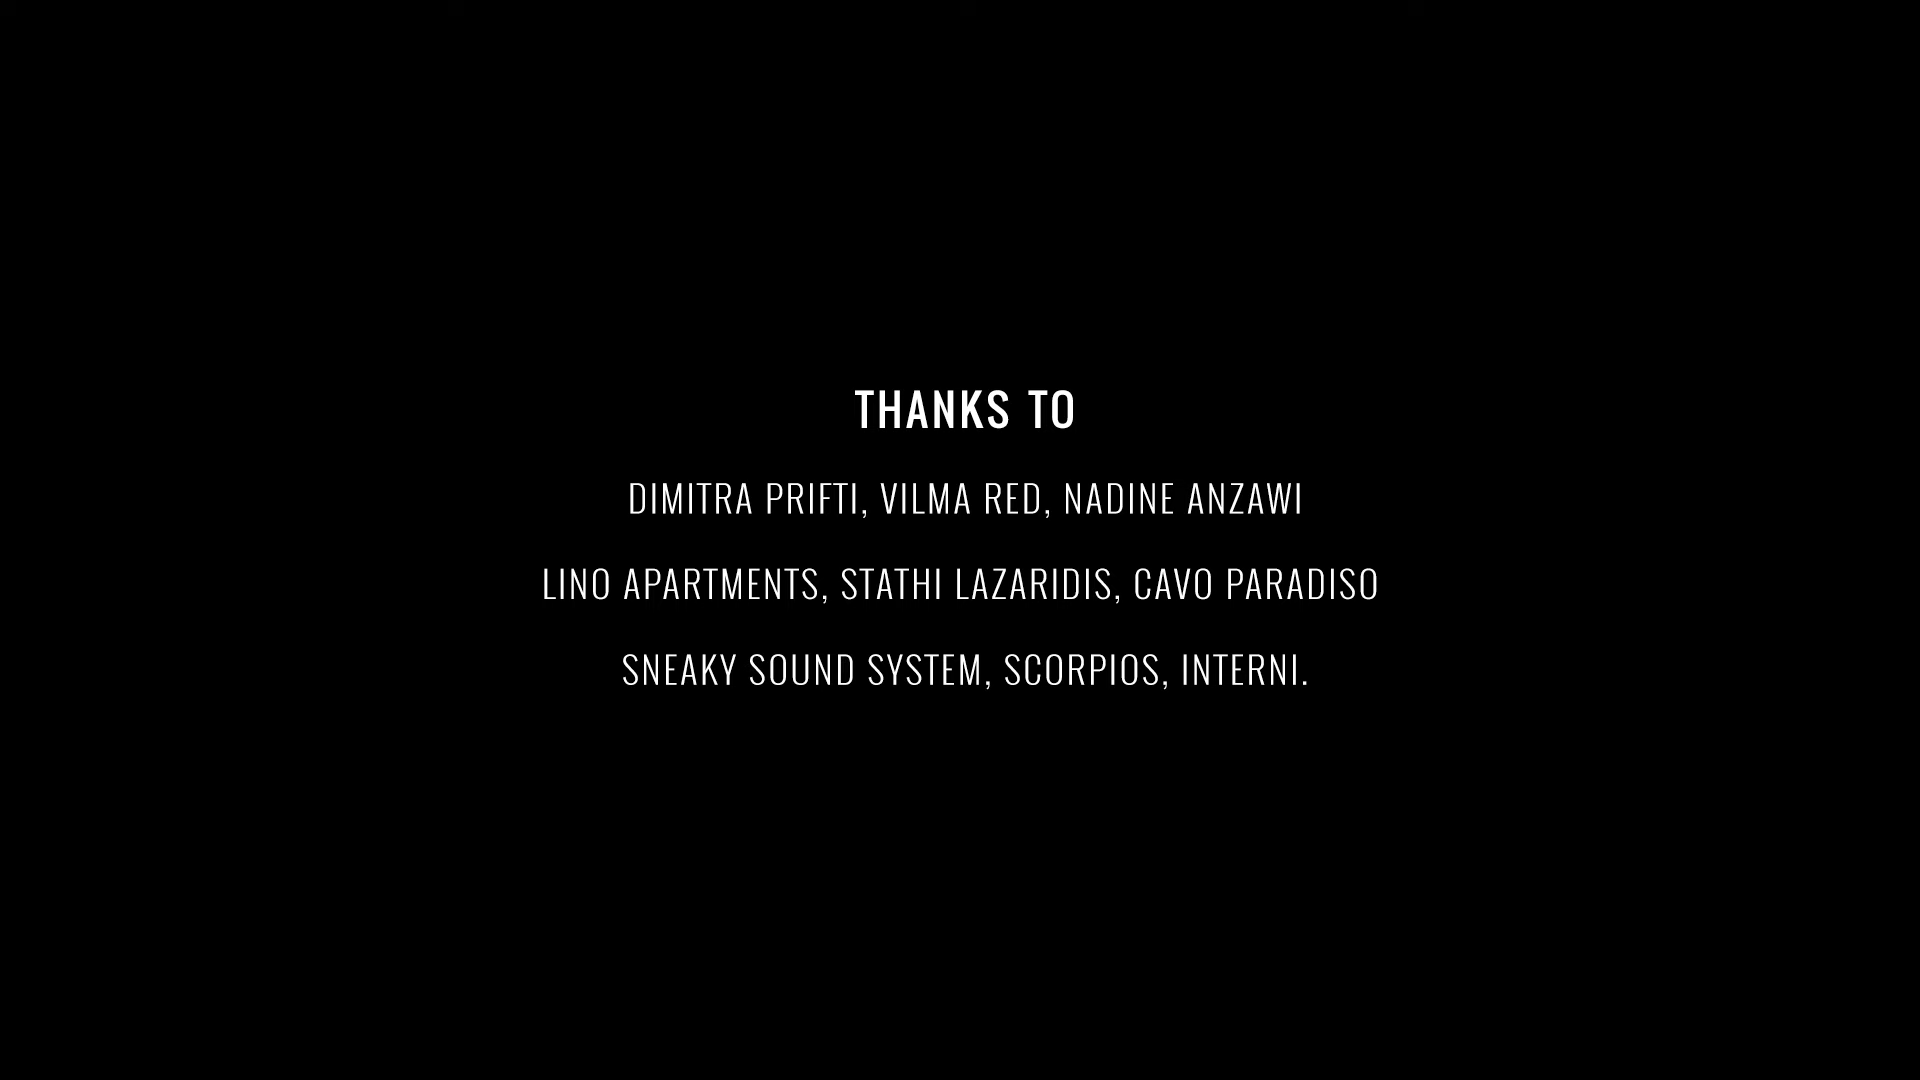 THANKS TO
DIMITRA PRIFTI, VILMA RED, NADINE ANZAWI
LINO APARTMENTS, STATHI LAZARIDIS, CAVO PARADISO
SNEAKY SOUND SYSTEM, SCORPIOS, INTERNI.